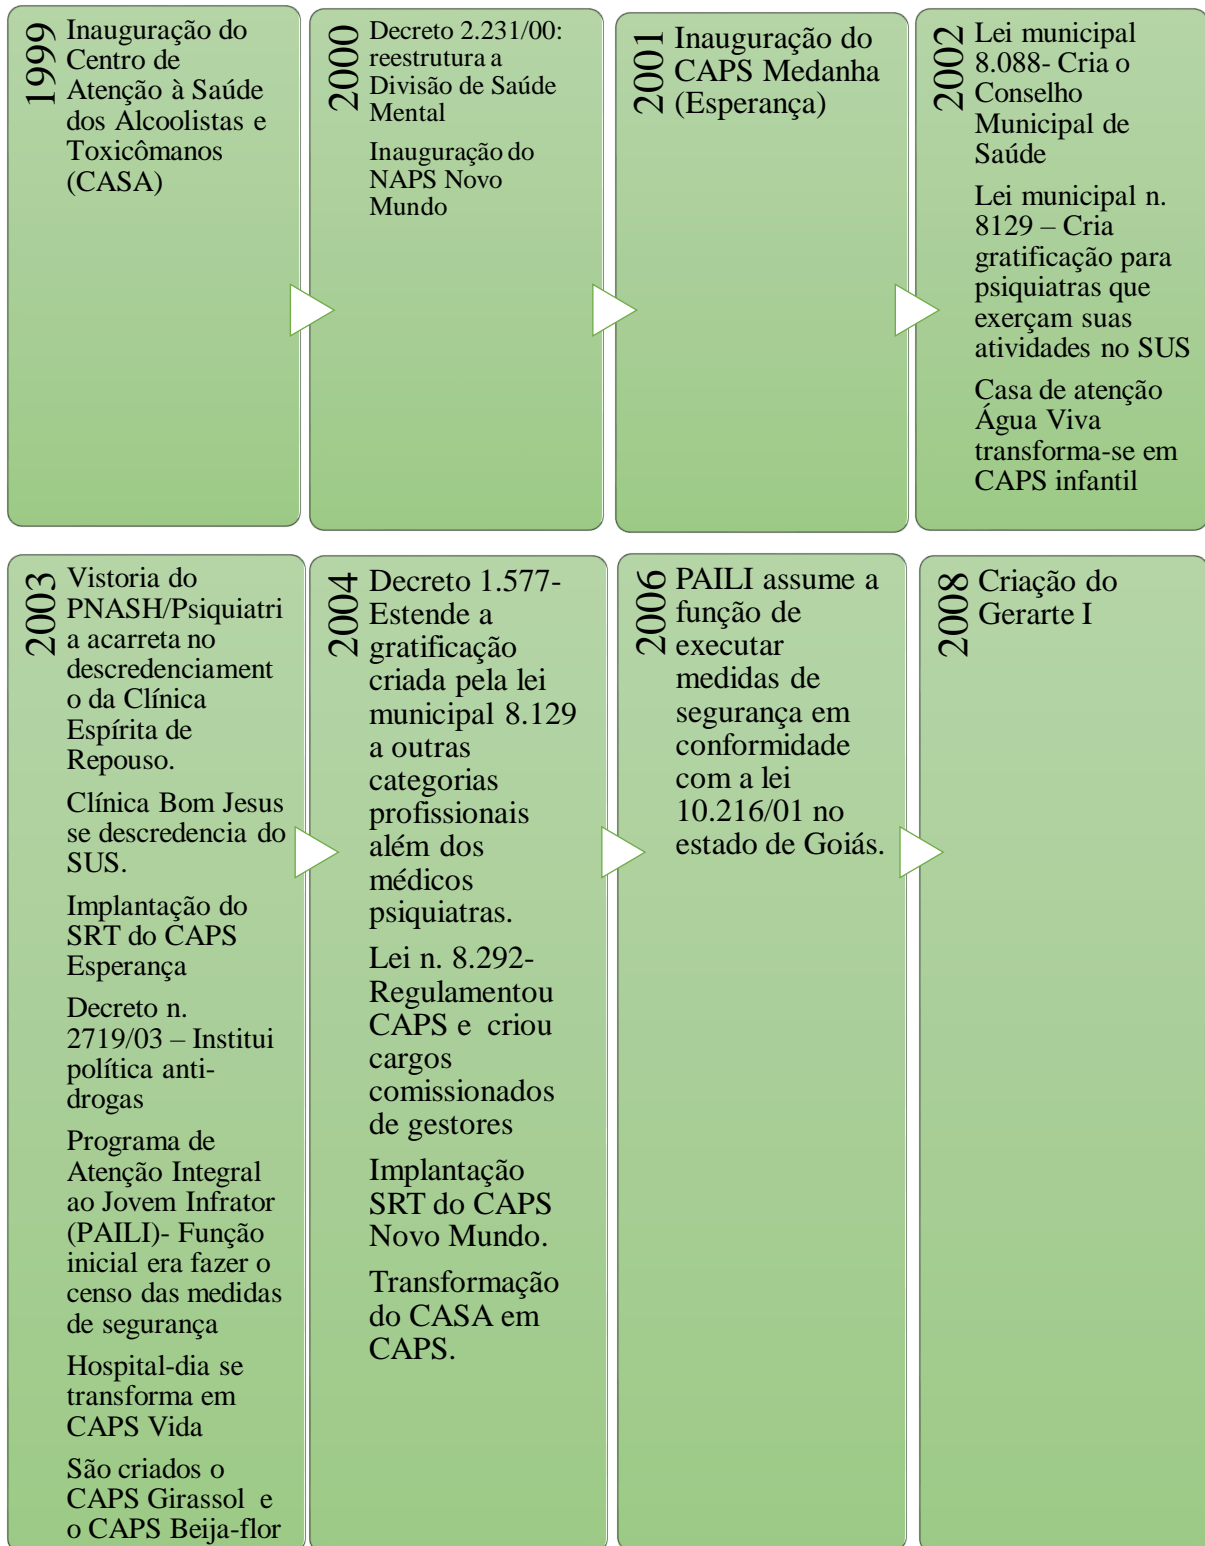 1999
Inauguração do
Centro de
Atenção à Saúde
dos Alcoolistas e
Toxicômanos
(CASA)
2000
Decreto 2.231/00:
reestrutura a
Divisão de Saúde
Mental
Inauguração do
NAPS Novo
Mundo
2001
Inauguração do
CAPS Medanha
(Esperança)
2002
Lei municipal
8.088- Cria o
Conselho
Municipal de
Saúde
Lei municipal n.
8129 – Cria
gratificação para
psiquiatras que
exerçam suas
atividades no SUS
Casa de atenção
Água Viva
transforma-se em
CAPS infantil
2003
Vistoria do
PNASH/Psiquiatri
a acarreta no
descredenciament
o da Clínica
Espírita de
Repouso.
Clínica Bom Jesus
se descredencia do
SUS.
Implantação do
SRT do CAPS
Esperança
Decreto n.
2719/03 – Institui
política anti-
drogas
Programa de
Atenção Integral
ao Jovem Infrator
(PAILI)- Função
inicial era fazer o
censo das medidas
de segurança
Hospital-dia se
transforma em
CAPS Vida
São criados o
CAPS Girassol e
o CAPS Beija-flor
2004
Decreto 1.577-
Estende a
gratificação
criada pela lei
municipal 8.129
a outras
categorias
profissionais
além dos
médicos
psiquiatras.
Lei n. 8.292-
Regulamentou
CAPS e criou
cargos
comissionados
de gestores
Implantação
SRT do CAPS
Novo Mundo.
Transformação
do CASA em
CAPS.
2006
PAILI assume a
função de
executar
medidas de
segurança em
conformidade
com a lei
10.216/01 no
estado de Goiás.
2008
Criação do
Gerarte I